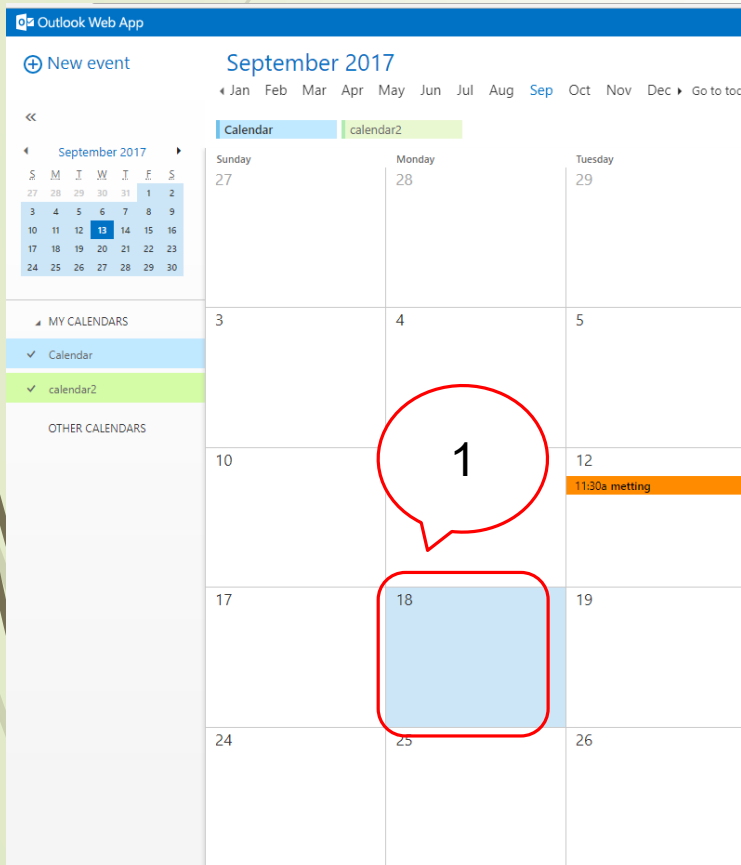 Outlook Web App
New event
September 2017
Jan Feb Mar Apr May Jun Jul Aug Sep Oct Nov Dec Go to
Calendar calendar2
September 2017
S M T W T F S
27 28 29 30 31 1 2
3 4 5 6 7 8 9
10 11 12 13 14 15 16
17 18 19 20 21 22 23
24 25 26 27 28 29 30
MY CALENDARS
Calendar
calendar2
OTHER CALENDARS
Sunday Monday Tuesday
27 28 29
3 4 5
10 12
1
11:30a metting
17 18 19
24 25 26